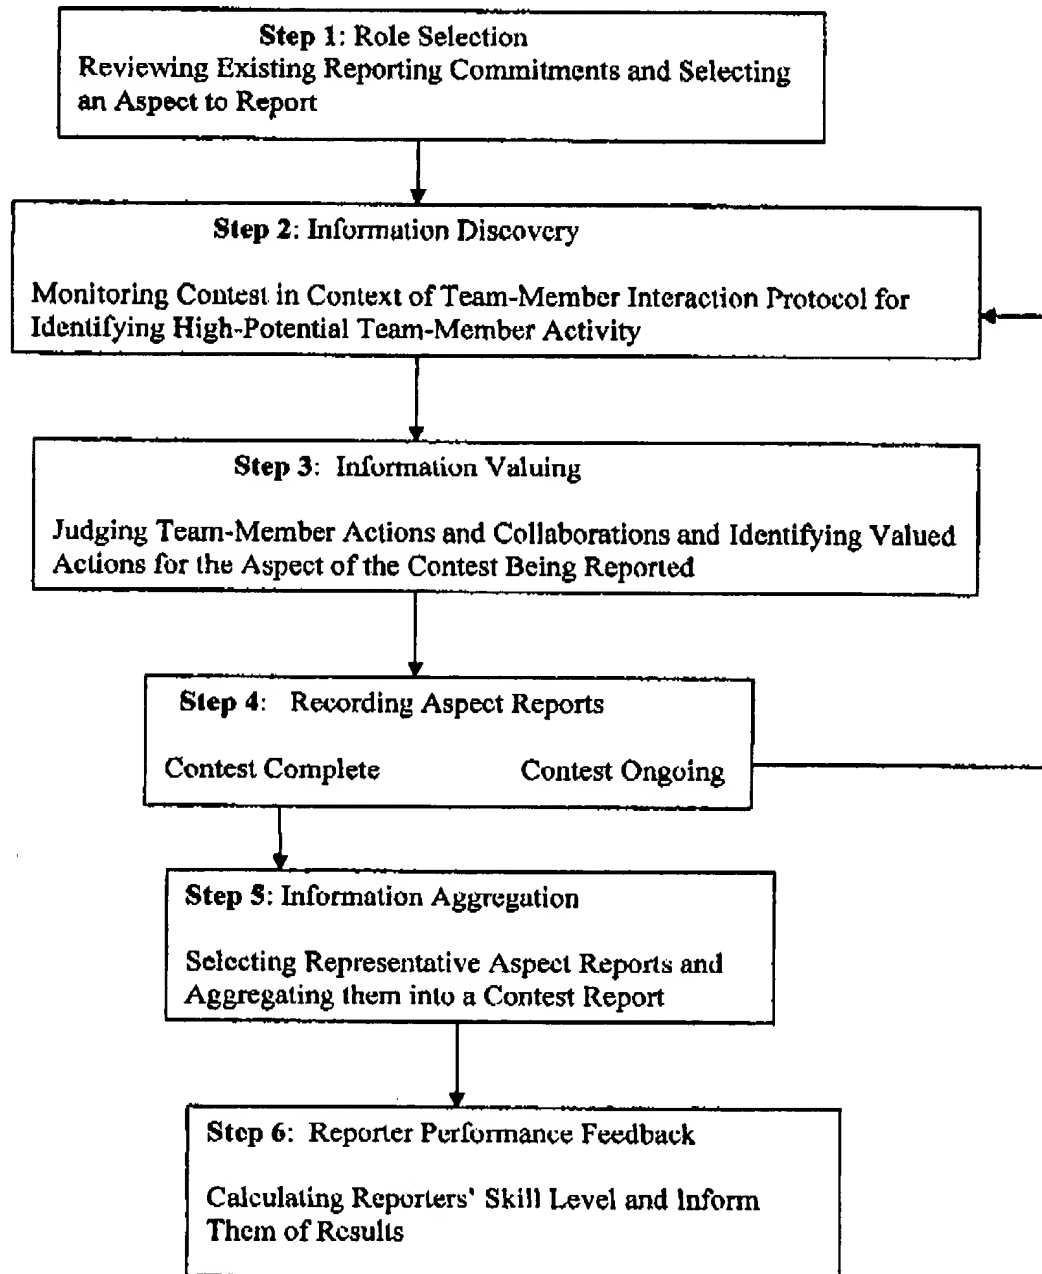 Step 1: Role Selection
Reviewing Existing Reporting Commitments and Selecting
an Aspect to Report
Step 2: Information Discovery
Monitoring Contest in Context of Team-Member Interaction Protocol for
Identifying High-Potential Team-Member Activity
Step 3: Information Valuing
Judging Team-Member Actions and Collaborations and Identifying Valued
Actions for the Aspect of the Contest Being Reported
Step 4: Recording Aspect Reports
Contest Complete Contest Ongoing
Step 5: Information Aggregation
Selecting Representative Aspect Reports and
Aggregating them into a Contest Report
Step 6: Reporter Performance Feedback
Calculating Reporters' Skill Level and Inform
Them of Results